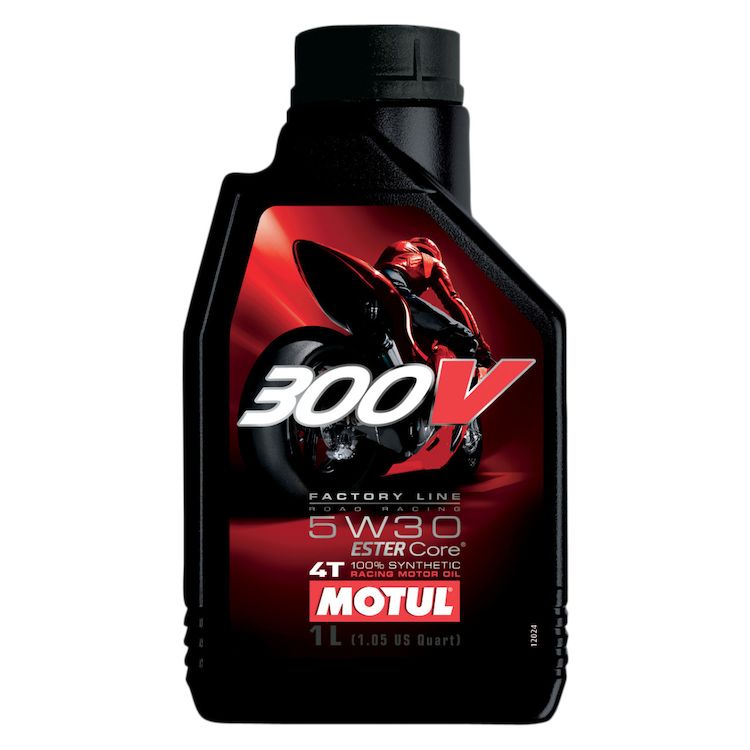 300V
FACTORY LINE
ROAD RACING
5W30
ESTER Core®
4T 100% SYNTHETIC
RACING MOTOR OIL
MOTUL
1L (1.05 US Quart)
12024